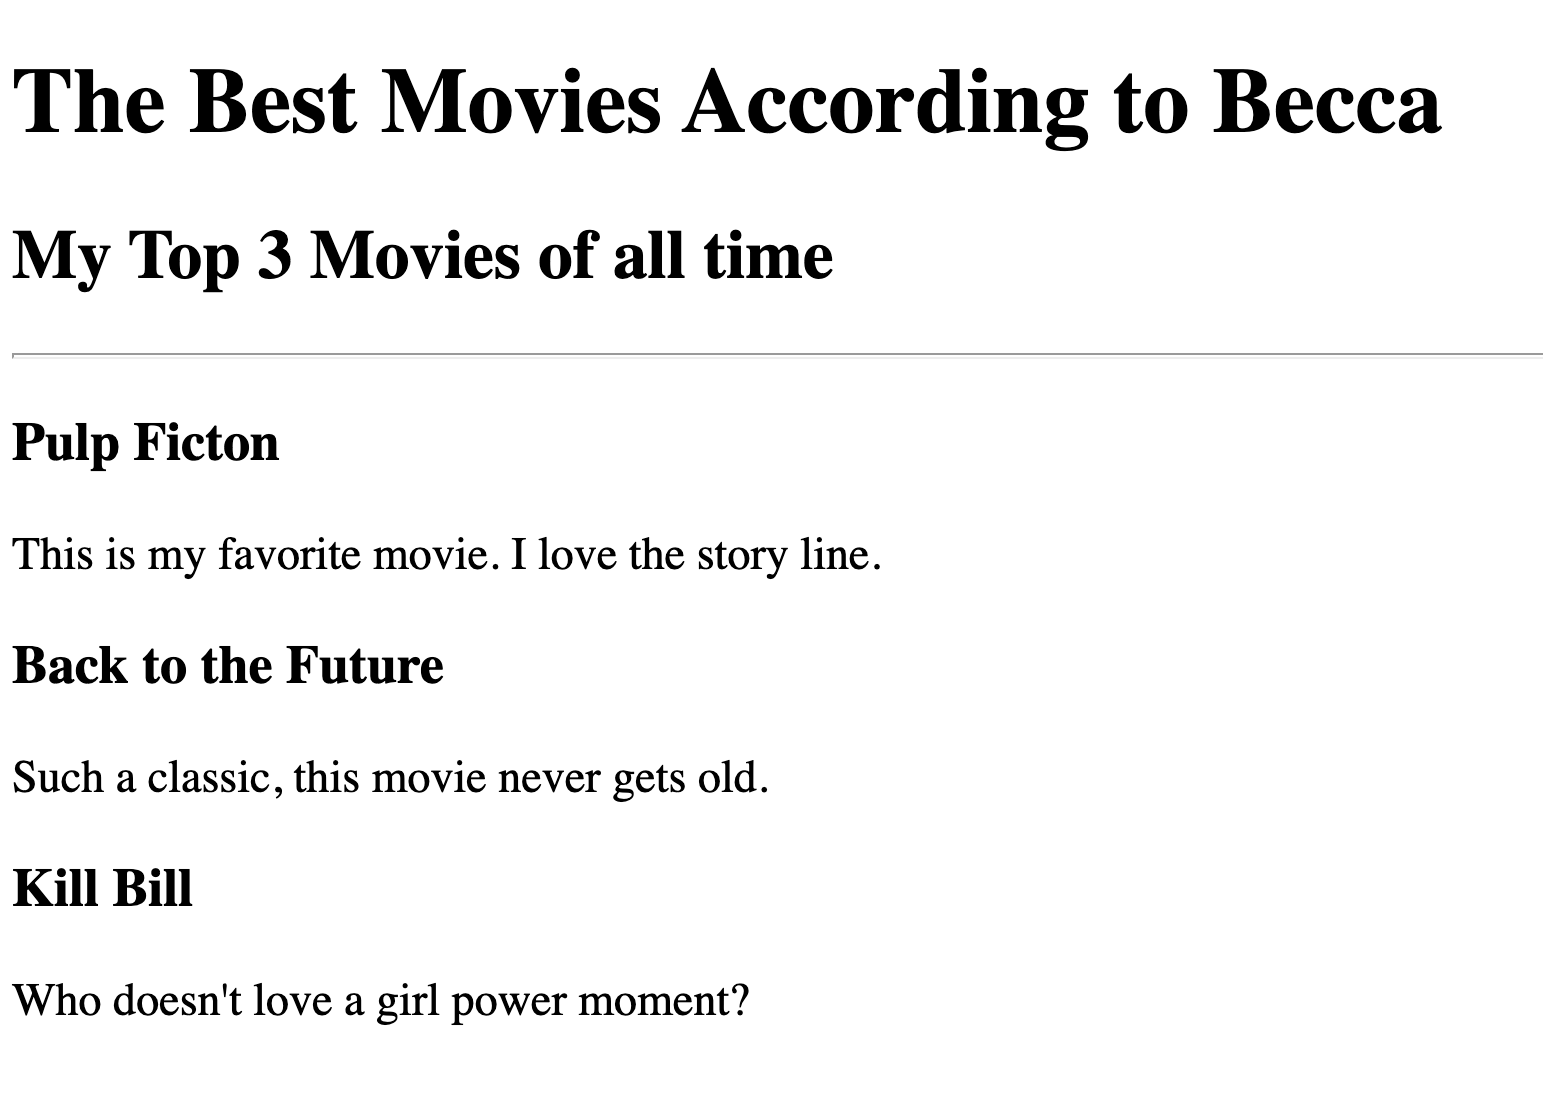 The Best Movies According to Becca
My Top 3 Movies of all time
Pulp Ficton
This is my favorite movie. I love the story line.
Back to the Future
Such a classic, this movie never gets old.
Kill Bill
Who doesn't love a girl power moment?